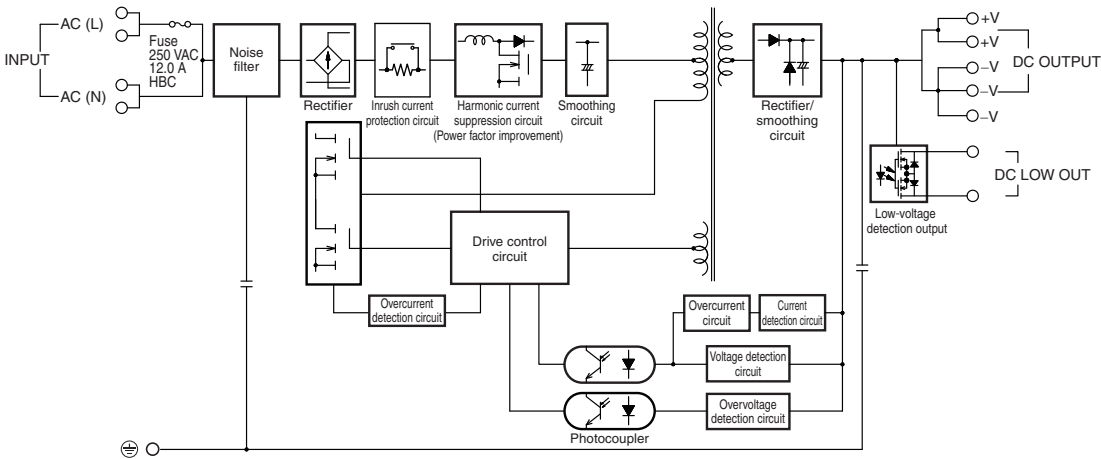 INPUT
AC (L)
AC (N)
Fuse
250 VAC
12.0 A
HBC
Noise
filter
Rectifier
Inrush current
protection circuit
Harmonic current
suppression circuit
(Power factor improvement)
Smoothing
circuit
Rectifier/
smoothing
circuit
+V
+V
–V
–V
–V
DC OUTPUT
DC LOW OUT
Low-voltage
detection output
Drive control
circuit
Overcurrent
detection circuit
Overcurrent
circuit
Current
detection circuit
Voltage detection
circuit
Overvoltage
detection circuit
Photocoupler